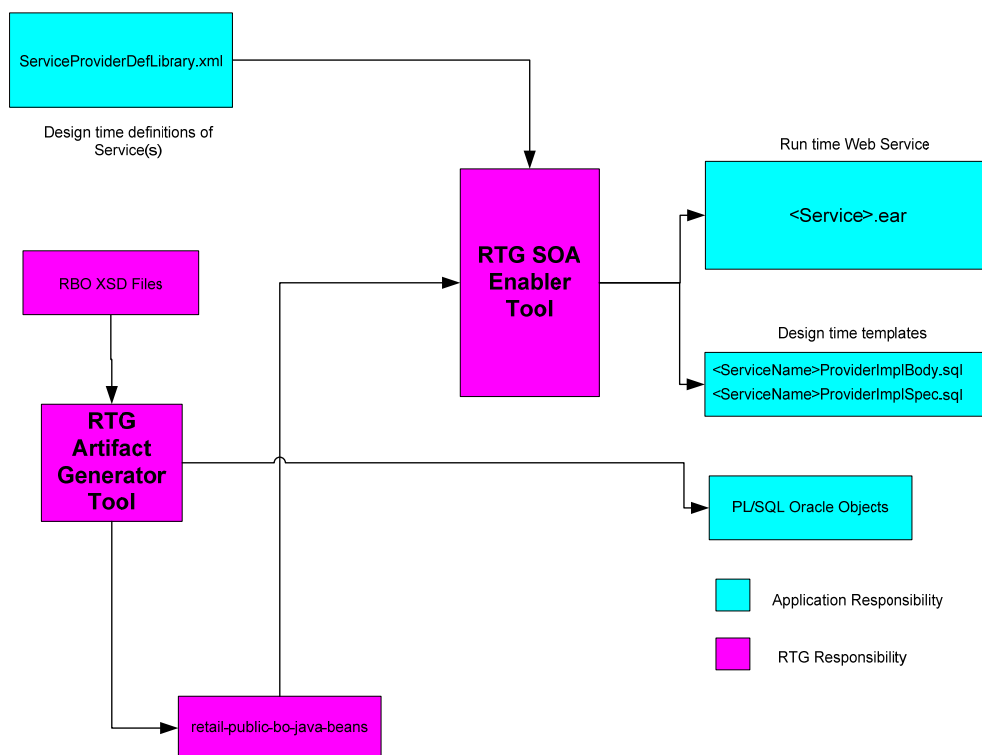 ServiceProviderDefLibrary.xml
Design time definitions of
Service(s)
Run time Web Service
<Service>.ear
RTG SOA
Enabler
Tool
RBO XSD Files
Design time templates
<ServiceName>ProviderImplBody.sql
<ServiceName>ProviderImplSpec.sql
RTG
Artifact
Generator
Tool
PL/SQL Oracle Objects
Application Responsibility
RTG Responsibility
retail-public-bo-java-beans